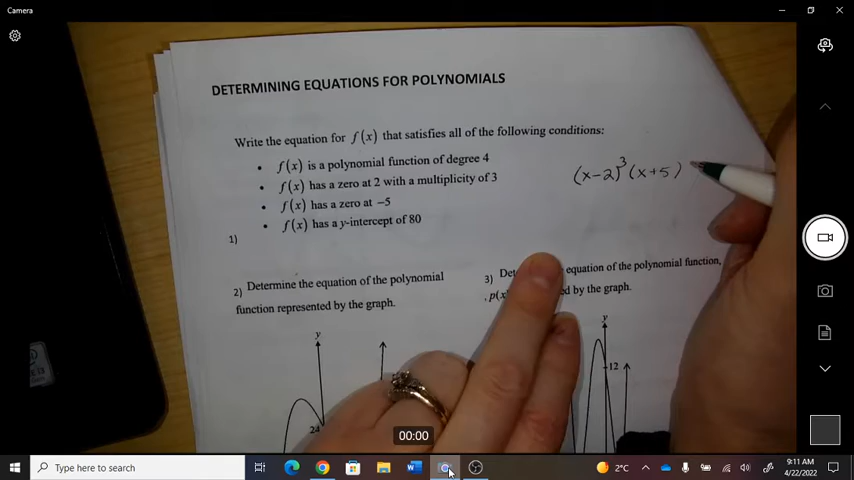 Camera
DETERMINING EQUATIONS FOR POLYNOMIALS
Write the equation for f(x) that satisfies all of the following conditions:
• f(x) is a polynomial function of degree 4
• f(x) has a zero at 2 with a multiplicity of 3
• f(x) has a zero at −5
• f(x) has a y-intercept of 80
1)
(x−2)³(x+5)
2) Determine the equation of the polynomial
function represented by the graph.
y
24
3) equation of the polynomial function,
by the graph.
y
12
00:00
Type here to search
2°C
9:11 AM
4/22/2022